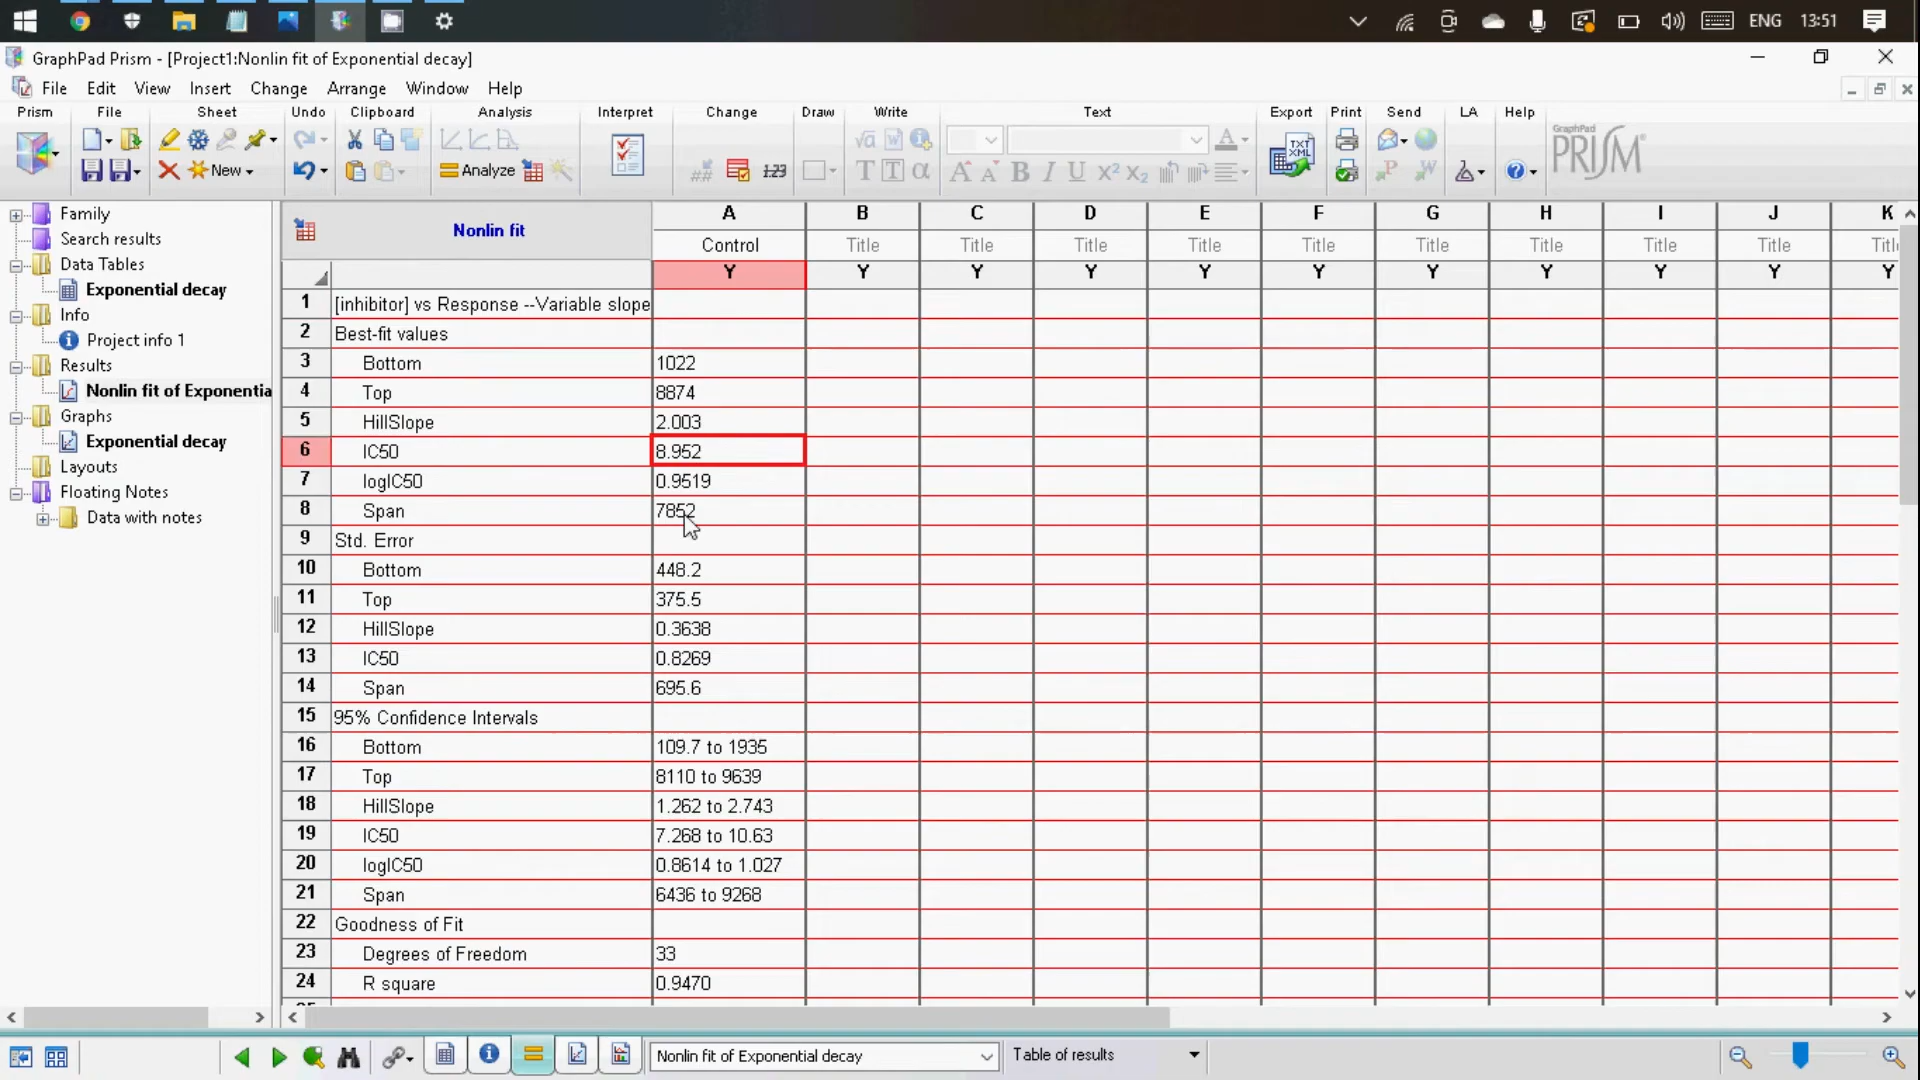 ENG 13:51
GraphPad Prism - [Project1:Nonlin fit of Exponential decay]
File Edit View Insert Change Arrange Window Help
Prism File Sheet Undo Clipboard Analysis Interpret Change Draw Write Text Export Print Send LA Help
New
Analyze
GraphPad
PRISM
TXT
XML
Family
Search results
Data Tables
Exponential decay
Info
Project info 1
Results
Nonlin fit of Exponentia
Graphs
Exponential decay
Layouts
Floating Notes
Data with notes
A B C D E F G H I J K
Nonlin fit
Control Title Title Title Title Title Title Title Title Title Titl
Y Y Y Y Y Y Y Y Y Y Y
1 [inhibitor] vs Response --Variable slope
2 Best-fit values
3 Bottom 1022
4 Top 8874
5 HillSlope 2.003
6 IC50 8.952
7 logIC50 0.9519
8 Span 7852
9 Std. Error
10 Bottom 448.2
11 Top 375.5
12 HillSlope 0.3638
13 IC50 0.8269
14 Span 695.6
15 95% Confidence Intervals
16 Bottom 109.7 to 1935
17 Top 8110 to 9639
18 HillSlope 1.262 to 2.743
19 IC50 7.268 to 10.63
20 logIC50 0.8614 to 1.027
21 Span 6436 to 9268
22 Goodness of Fit
23 Degrees of Freedom 33
24 R square 0.9470
Nonlin fit of Exponential decay
Table of results